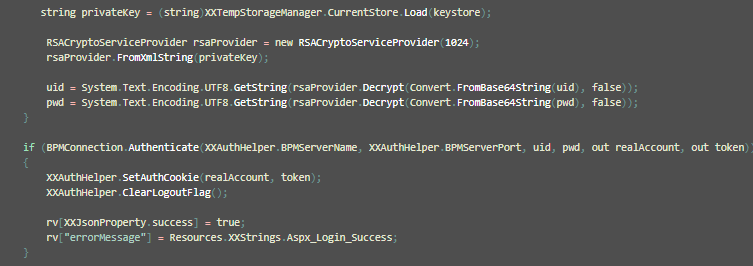 string privateKey = (string)XXTempStorageManager.CurrentStore.Load(keystore);
RSACryptoServiceProvider rsaProvider = new RSACryptoServiceProvider(1024);
rsaProvider.FromXmlString(privateKey);
uid = System.Text.Encoding.UTF8.GetString(rsaProvider.Decrypt(Convert.FromBase64String(uid), false));
pwd = System.Text.Encoding.UTF8.GetString(rsaProvider.Decrypt(Convert.FromBase64String(pwd), false));
}
if (BPMConnection.Authenticate(XXAuthHelper.BPMServerName, XXAuthHelper.BPMServerPort, uid, pwd, out realAccount, out token))
{
XXAuthHelper.SetAuthCookie(realAccount, token);
XXAuthHelper.ClearLogoutFlag();
rv[XXJsonProperty.success] = true;
rv["errorMessage"] = Resources.XXStrings.Aspx_Login_Success;
}